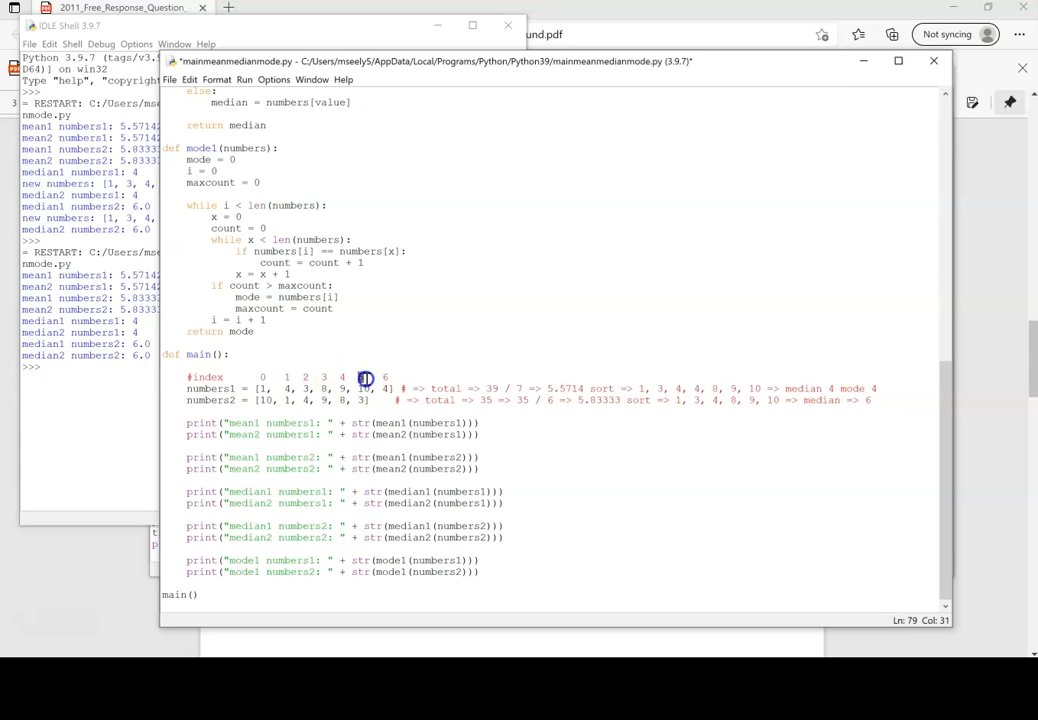 2011_Free_Response_Question_
IDLE Shell 3.9.7
File Edit Shell Debug Options Window Help
Python 3.9.7 (tags/v3.9
D64)] on win32
Type "help", "copyright
>>>
= RESTART: C:/Users/mse
nmode.py
mean1 numbers1: 5.57142
mean2 numbers1: 5.57142
mean1 numbers2: 5.83333
mean2 numbers2: 5.83333
median1 numbers1: 4
new numbers: [1, 3, 4,
median2 numbers1: 4
median1 numbers2: 6.0
new numbers: [1, 3, 4,
median2 numbers2: 6.0
>>>
= RESTART: C:/Users/mse
nmode.py
mean1 numbers1: 5.57142
mean2 numbers1: 5.57142
mean1 numbers2: 5.83333
mean2 numbers2: 5.83333
median1 numbers1: 4
median2 numbers1: 4
median1 numbers2: 6.0
median2 numbers2: 6.0
>>>
und.pdf
Not syncing
3
*mainmeanmedianmode.py - C:/Users/mseely5/AppData/Local/Programs/Python/Python39/mainmeanmedianmode.py (3.9.7)*
File Edit Format Run Options Window Help
else:
median = numbers[value]
return median
def mode1(numbers):
mode = 0
i = 0
maxcount = 0
while i < len(numbers):
x = 0
count = 0
while x < len(numbers):
if numbers[i] == numbers[x]:
count = count + 1
x = x + 1
if count > maxcount:
mode = numbers[i]
maxcount = count
i = i + 1
return mode
def main():
#index 0 1 2 3 4 6
numbers1 = [1, 4, 3, 8, 9, 10, 4] # => total => 39 / 7 => 5.5714 sort => 1, 3, 4, 4, 8, 9, 10 => median 4 mode 4
numbers2 = [10, 1, 4, 9, 8, 3] # => total => 35 => 35 / 6 => 5.83333 sort => 1, 3, 4, 8, 9, 10 => median => 6
print("mean1 numbers1: " + str(mean1(numbers1)))
print("mean2 numbers1: " + str(mean2(numbers1)))
print("mean1 numbers2: " + str(mean1(numbers2)))
print("mean2 numbers2: " + str(mean2(numbers2)))
print("median1 numbers1: " + str(median1(numbers1)))
print("median2 numbers1: " + str(median2(numbers1)))
print("median1 numbers2: " + str(median1(numbers2)))
print("median2 numbers2: " + str(median2(numbers2)))
print("mode1 numbers1: " + str(mode1(numbers1)))
print("mode1 numbers2: " + str(mode1(numbers2)))
main()
Ln: 79 Col: 31